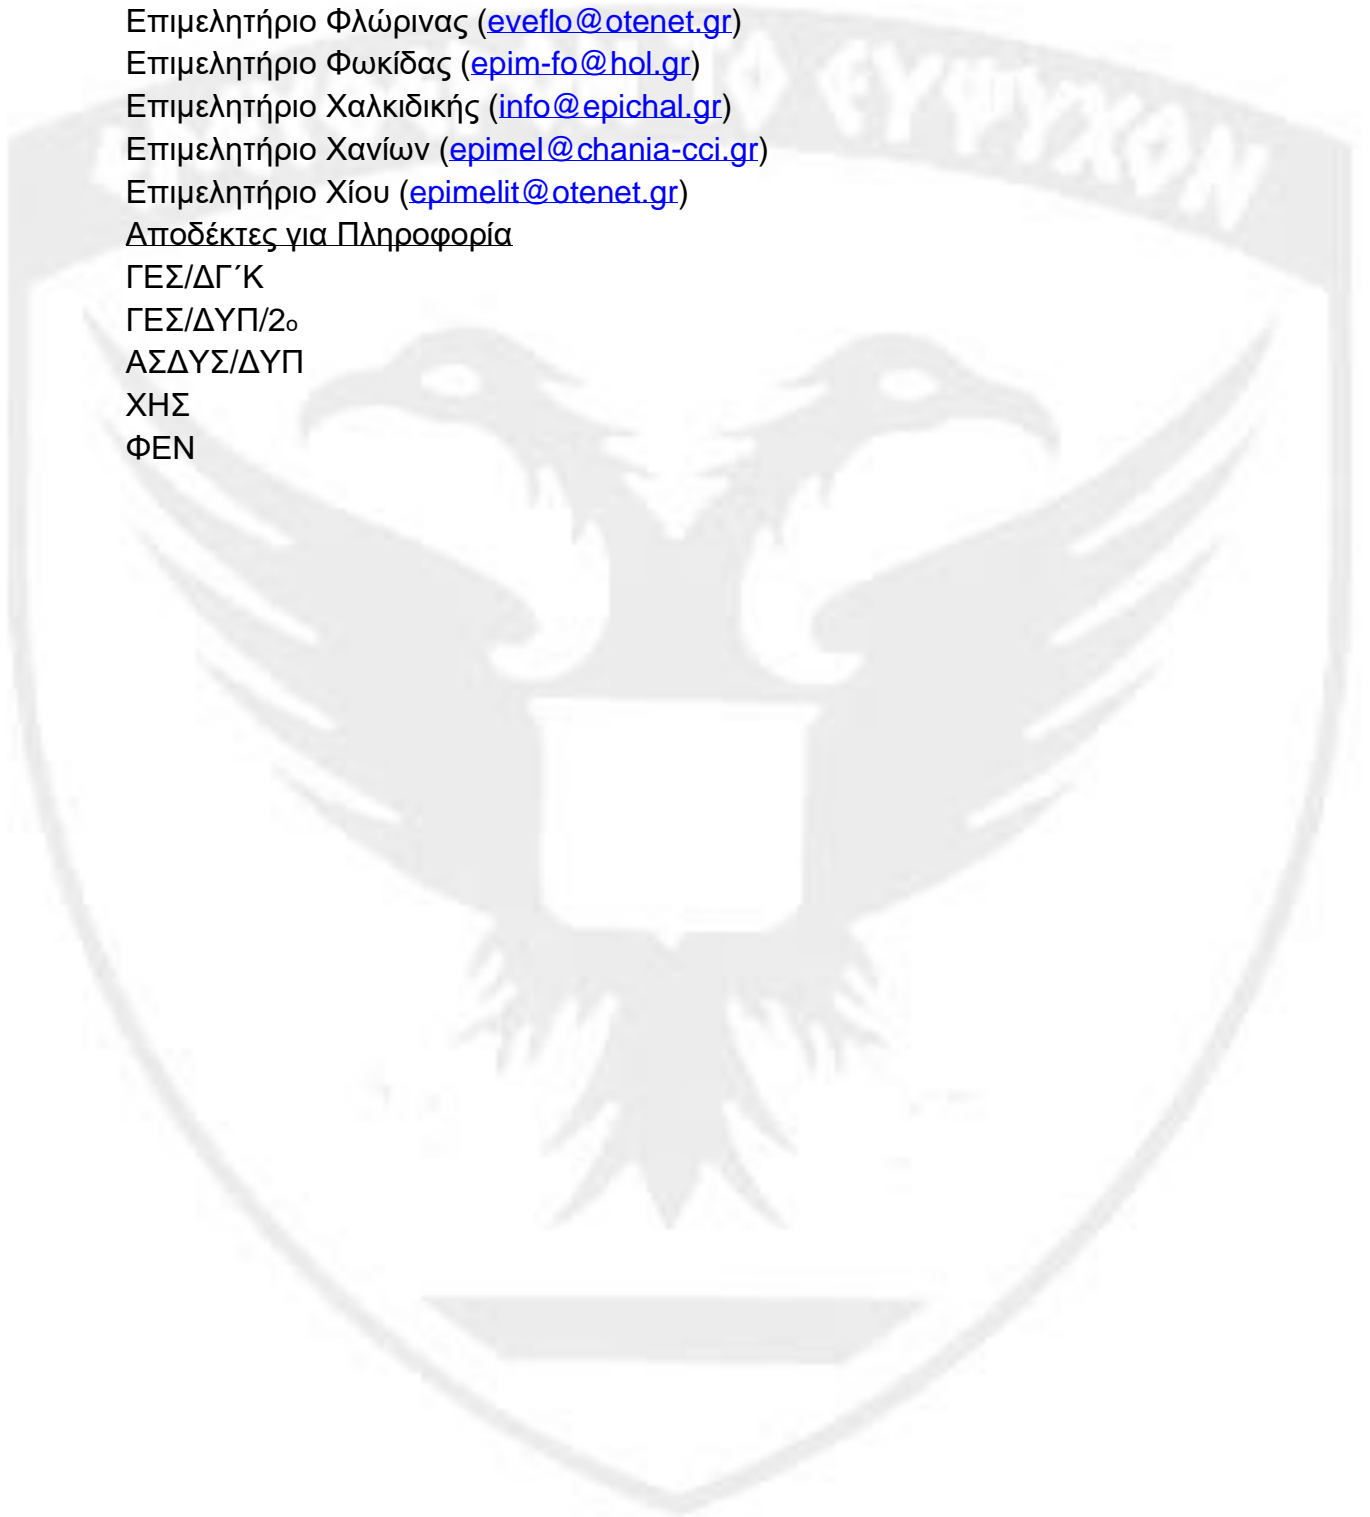 Επιμελητήριο Φλώρινας (eveflo@otenet.gr)
Επιμελητήριο Φωκίδας (epim-fo@hol.gr)
Επιμελητήριο Χαλκιδικής (info@epichal.gr)
Επιμελητήριο Χανίων (epimel@chania-cci.gr)
Επιμελητήριο Χίου (epimelit@otenet.gr)
Αποδέκτες για Πληροφορία
ΓΕΣ/ΔΓ΄Κ
ΓΕΣ/ΔΥΠ/2ο
ΑΣΔΥΣ/ΔΥΠ
ΧΗΣ
ΦΕΝ
ΕΥΨΥΧΟΝ